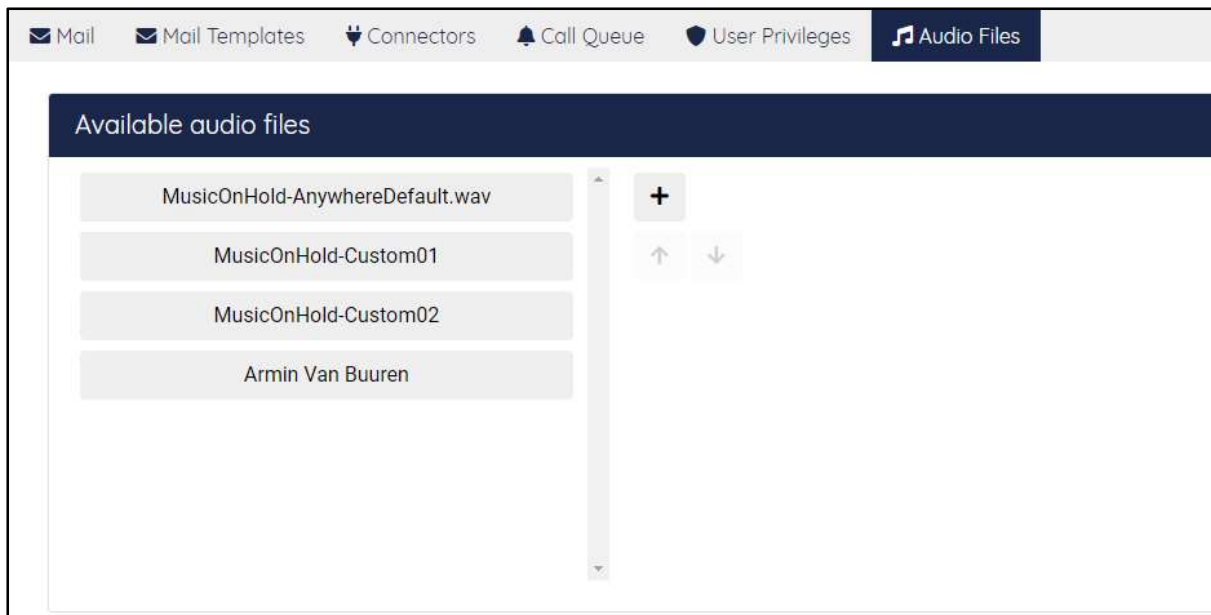 Mail Mail Templates Connectors Call Queue User Privileges Audio Files
Available audio files
MusicOnHold-AnywhereDefault.wav
MusicOnHold-Custom01
MusicOnHold-Custom02
Armin Van Buuren